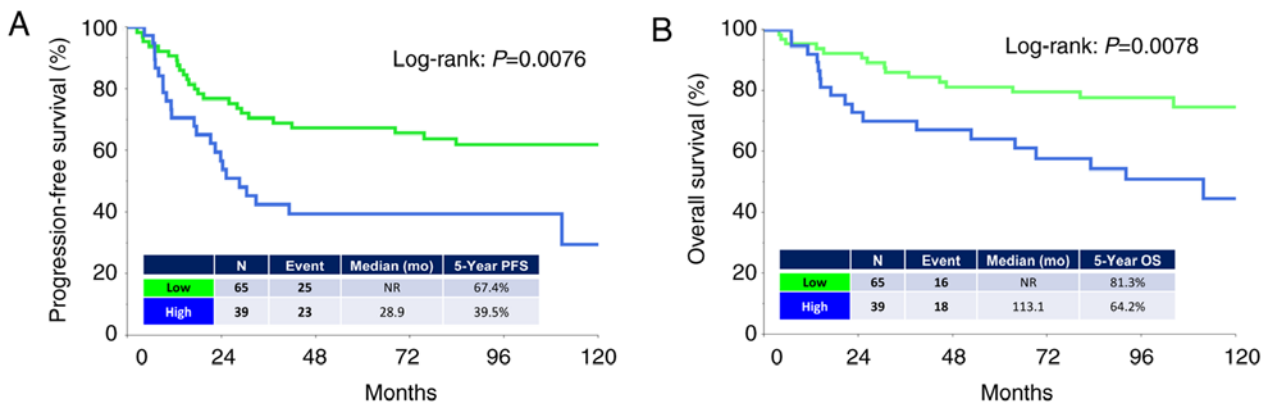 A
Progression-free survival (%)
100
80
60
40
20
0
Log-rank: P=0.0076
N Event Median (mo) 5-Year PFS
Low 65 25 NR 67.4%
High 39 23 28.9 39.5%
0 24 48 72 96 120
Months
B
Overall survival (%)
100
80
60
40
20
0
Log-rank: P=0.0078
N Event Median (mo) 5-Year OS
Low 65 16 NR 81.3%
High 39 18 113.1 64.2%
0 24 48 72 96 120
Months